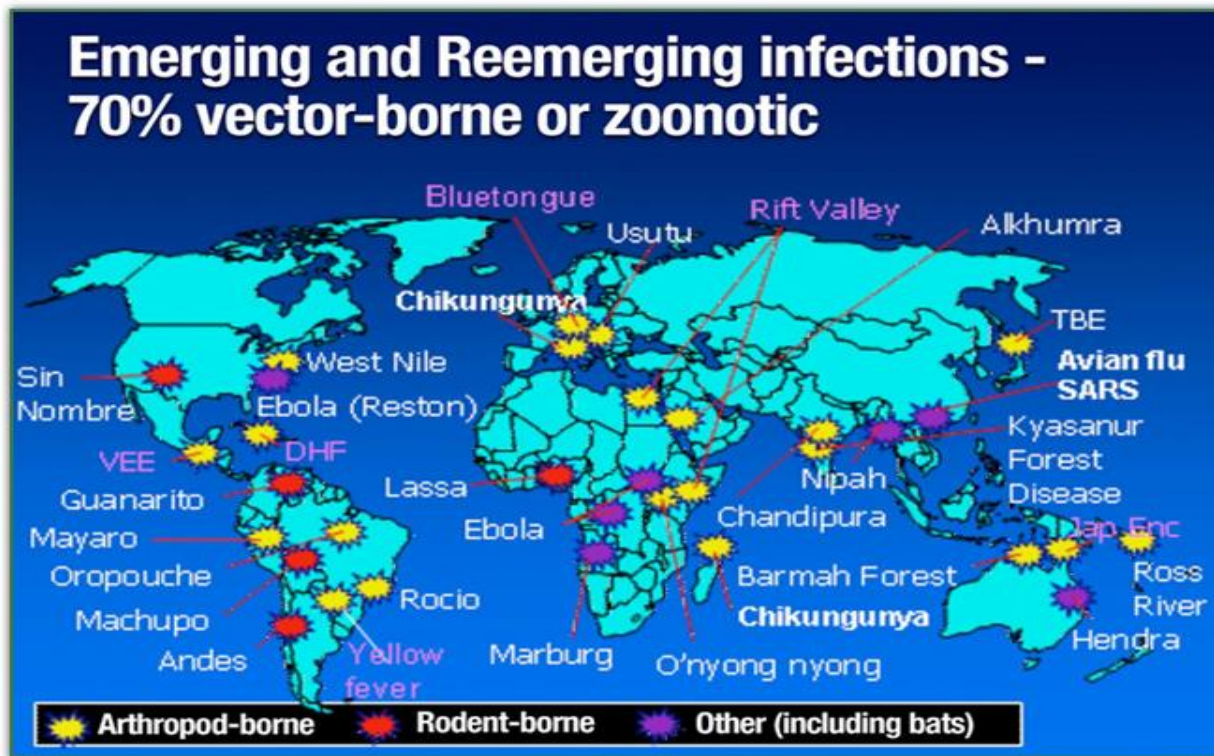 Emerging and Reemerging infections -
70% vector-borne or zoonotic
Bluetongue
Rift Valley
Usutu
Alkhumra
Chikungunya
TBE
West Nile
Avian flu
SARS
Sin
Nombre
Ebola (Reston)
Kyasanur
Forest
Disease
VEE
DHF
Nipah
Guanarito
Lassa
Chandipura
Ebola
Mayaro
Jap Enc
Oropouche
Barmah Forest
Ross
River
Rocio
Machupo
Chikungunya
Hendra
Andes
Yellow
fever
Marburg
O'nyong nyong
Arthropod-borne
Rodent-borne
Other (including bats)